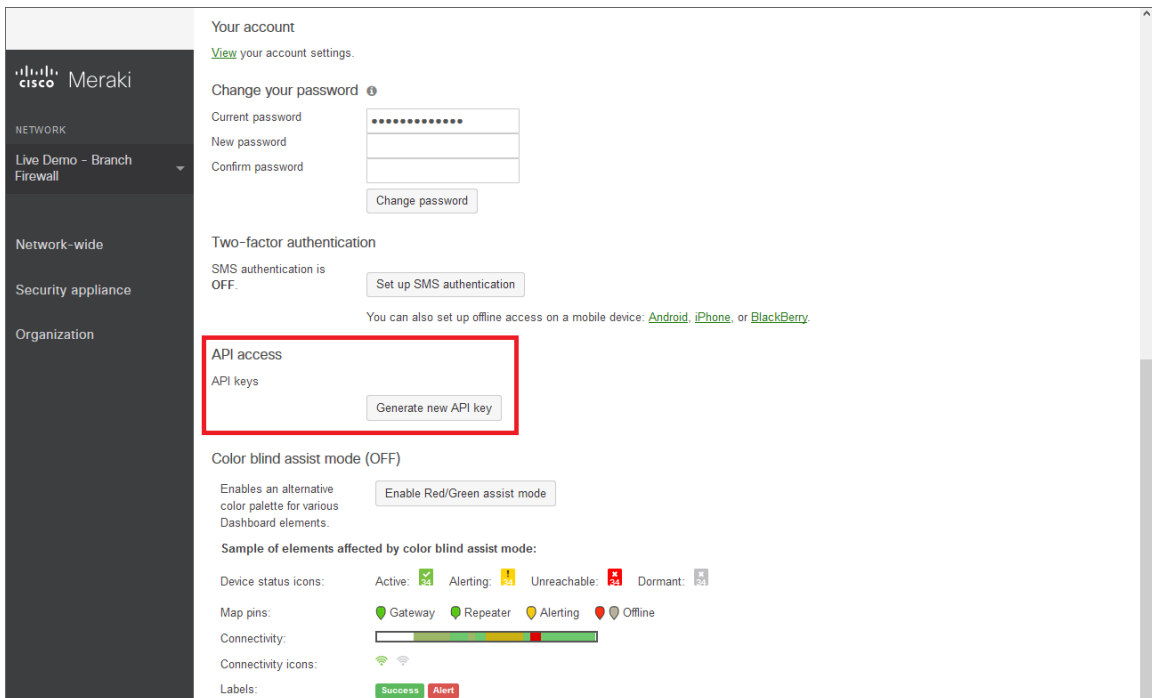 cisco Meraki
NETWORK
Live Demo - Branch
Firewall
Network-wide
Security appliance
Organization
Your account
View your account settings.
Change your password
Current password
New password
Confirm password
Change password
Two-factor authentication
SMS authentication is
OFF.
Set up SMS authentication
You can also set up offline access on a mobile device: Android, iPhone, or BlackBerry.
API access
API keys
Generate new API key
Color blind assist mode (OFF)
Enables an alternative
color palette for various
Dashboard elements.
Enable Red/Green assist mode
Sample of elements affected by color blind assist mode:
Device status icons: Active: 34 Alerting: 34 Unreachable: 34 Dormant: 34
Map pins: Gateway Repeater Alerting Offline
Connectivity:
Connectivity icons:
Labels: Success Alert